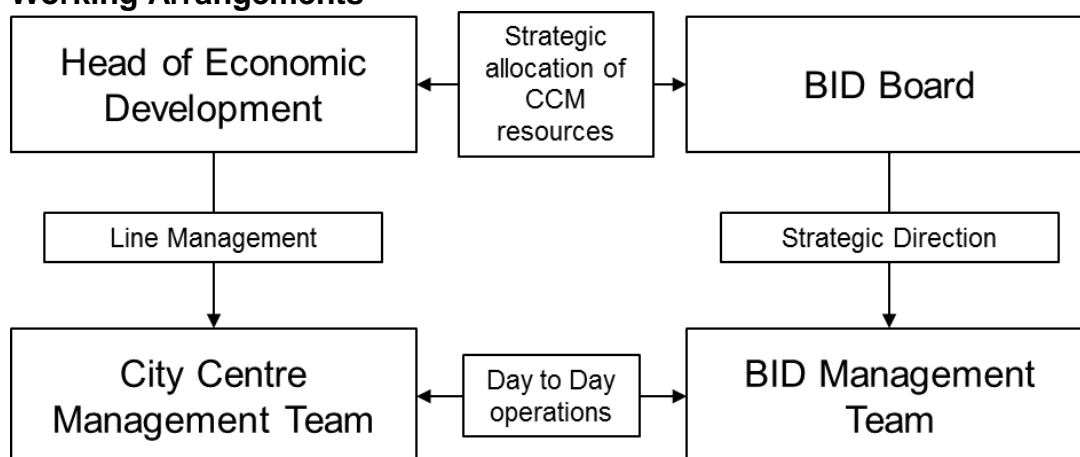 Working Arrangements
Head of Economic
Development
Strategic
allocation of
CCM
resources
BID Board
Line Management
Strategic Direction
City Centre
Management Team
Day to Day
operations
BID Management
Team